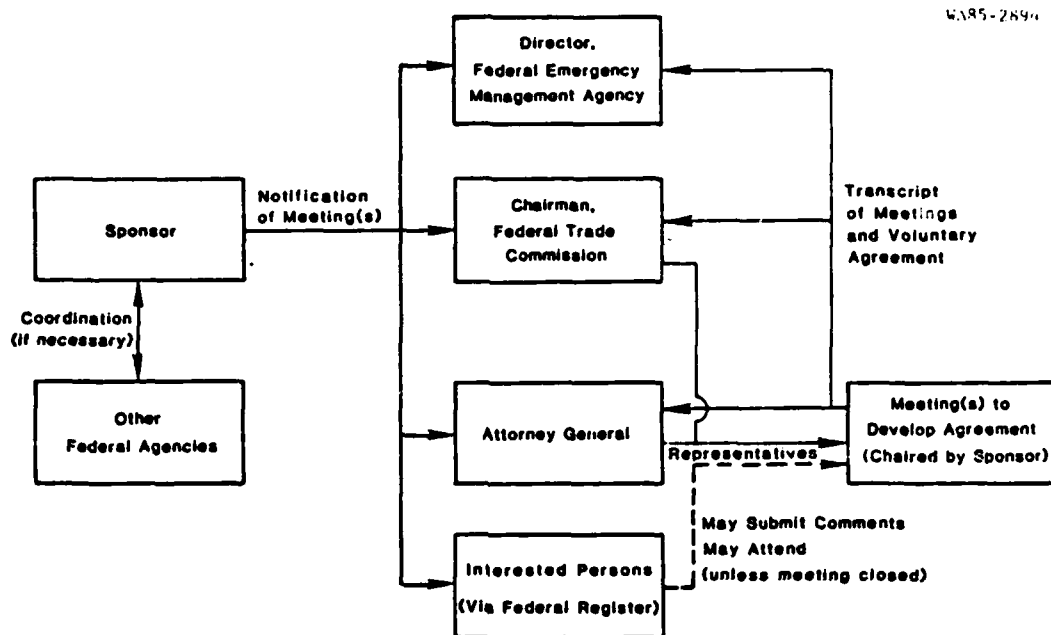 Director,
Federal Emergency
Management Agency
Notification
of Meeting(s)
Sponsor
Chairman,
Federal Trade
Commission
Transcript
of Meetings
and Voluntary
Agreement
Coordination
(if necessary)
Other
Federal Agencies
Attorney General
Representatives
Meeting(s) to
Develop Agreement
(Chaired by Sponsor)
May Submit Comments
May Attend
(unless meeting closed)
Interested Persons
(Via Federal Register)